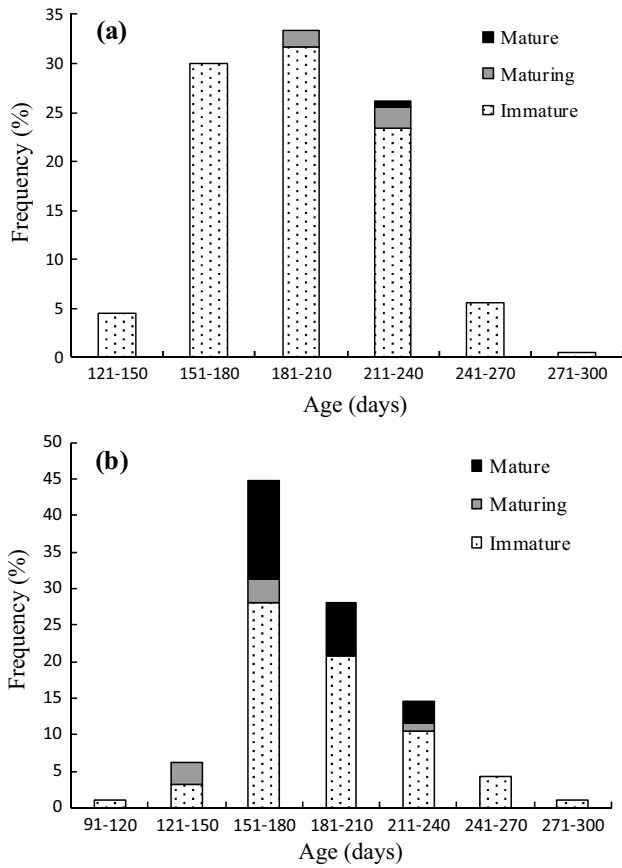 (a)
Mature
Maturing
Immature
Frequency (%)
35
30
25
20
15
10
5
0
121-150 151-180 181-210 211-240 241-270 271-300
Age (days)
(b)
Mature
Maturing
Immature
Frequency (%)
50
45
40
35
30
25
20
15
10
5
0
91-120 121-150 151-180 181-210 211-240 241-270 271-300
Age (days)